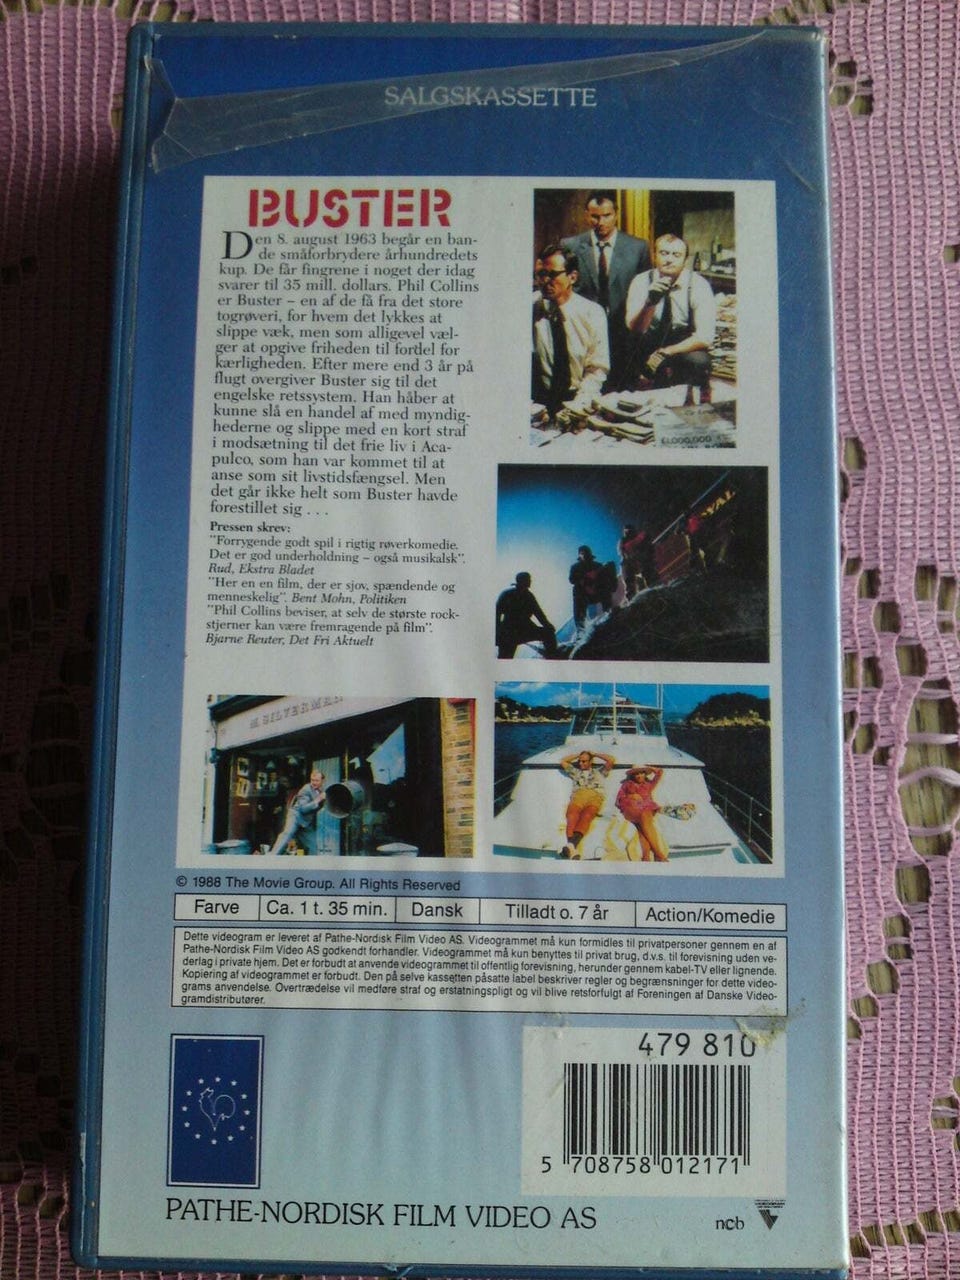 SALGSKASSETTE
BUSTER
Den 8. august 1963 begår en ban-
de småforbrydere århundredets
kup. De får fingrene i noget der idag
svarer til 35 mill. dollars. Phil Collins
er Buster – en af de få fra det store
togrøveri, for hvem det lykkes at
slippe væk, men som alligevel væl-
ger at opgive friheden til fordel for
kærligheden. Efter mere end 3 år på
flugt overgiver Buster sig til det
engelske retssystem. Han håber at
kunne slå en handel af med myndig-
hederne og slippe med en kort straf
i modsætning til det frie liv i Aca-
pulco, som han var kommet til at
anse som sit livstidsfængsel. Men
det går ikke helt som Buster havde
forestillet sig . . .
Pressen skrev:
"Forrygende godt spil i rigtig røverkomedie.
Det er god underholdning – også musikalsk".
Rud, Ekstra Bladet
"Her en en film, der er sjov, spændende og
menneskelig". Bent Mohn, Politiken
"Phil Collins beviser, at selv de største rock-
stjerner kan være fremragende på film".
Bjarne Reuter, Det Fri Aktuelt
£1,000,000
VAL
M. SILVERMAN
© 1988 The Movie Group. All Rights Reserved
Farve Ca. 1 t. 35 min. Dansk Tilladt o. 7 år Action/Komedie
Dette videogram er leveret af Pathe-Nordisk Film Video AS. Videogrammet må kun formidles til privatpersoner gennem en af
Pathe-Nordisk Film Video AS godkendt forhandler. Videogrammet må kun benyttes til privat brug, d.v.s. til forevisning uden ve-
derlag i private hjem. Det er forbudt at anvende videogrammet til offentlig forevisning, herunder gennem kabel-TV eller lignende.
Kopiering af videogrammet er forbudt. Den på selve kassetten påsatte label beskriver regler og begrænsninger for dette video-
grams anvendelse. Overtrædelse vil medføre straf og erstatningspligt og vil blive retsforfulgt af Foreningen af Danske Video-
gramdistributører.
479 810
5 708758 012171
PATHE-NORDISK FILM VIDEO AS
ncb